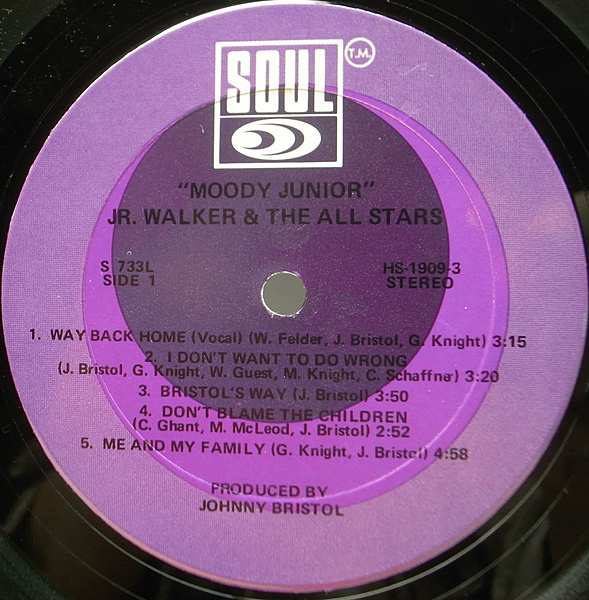 SOUL T.M.
"MOODY JUNIOR"
JR. WALKER & THE ALL STARS
S 733L HS-1909-3
SIDE 1 STEREO
1. WAY BACK HOME (Vocal) (W. Felder, J. Bristol, G. Knight) 3:15
2. I DON'T WANT TO DO WRONG
(J. Bristol, G. Knight, W. Guest, M. Knight, C. Schaffner) 3:20
3. BRISTOL'S WAY (J. Bristol) 3:50
4. DON'T BLAME THE CHILDREN
(C. Ghant, M. McLeod, J. Bristol) 2:52
5. ME AND MY FAMILY (G. Knight, J. Bristol) 4:58
PRODUCED BY
JOHNNY BRISTOL